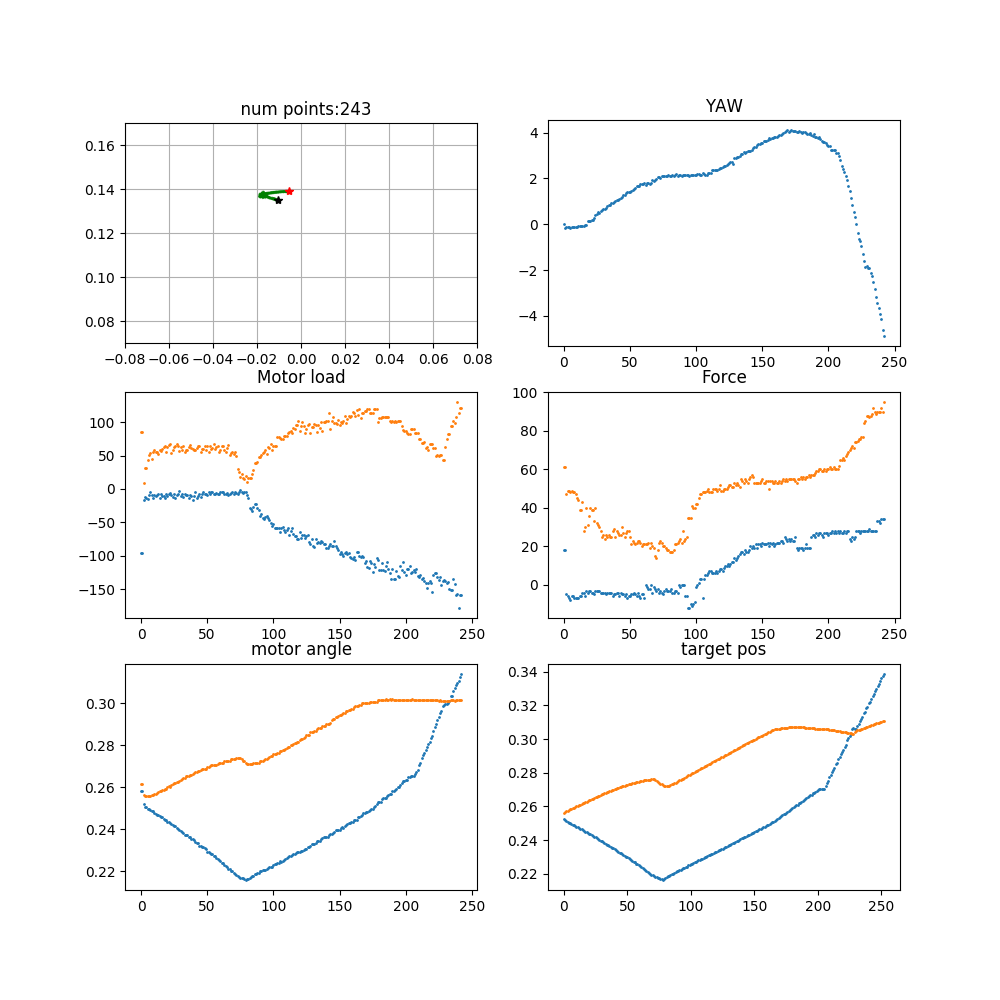 num points:243
YAW
0.16
0.14
0.12
0.10
0.08
−0.08 −0.06 −0.04 −0.02 0.00 0.02 0.04 0.06 0.08
4
2
0
−2
−4
0 50 100 150 200 250
Motor load
Force
100
50
0
−50
−100
−150
0 50 100 150 200 250
100
80
60
40
20
0
0 50 100 150 200 250
motor angle
target pos
0.30
0.28
0.26
0.24
0.22
0 50 100 150 200 250
0.34
0.32
0.30
0.28
0.26
0.24
0.22
0 50 100 150 200 250